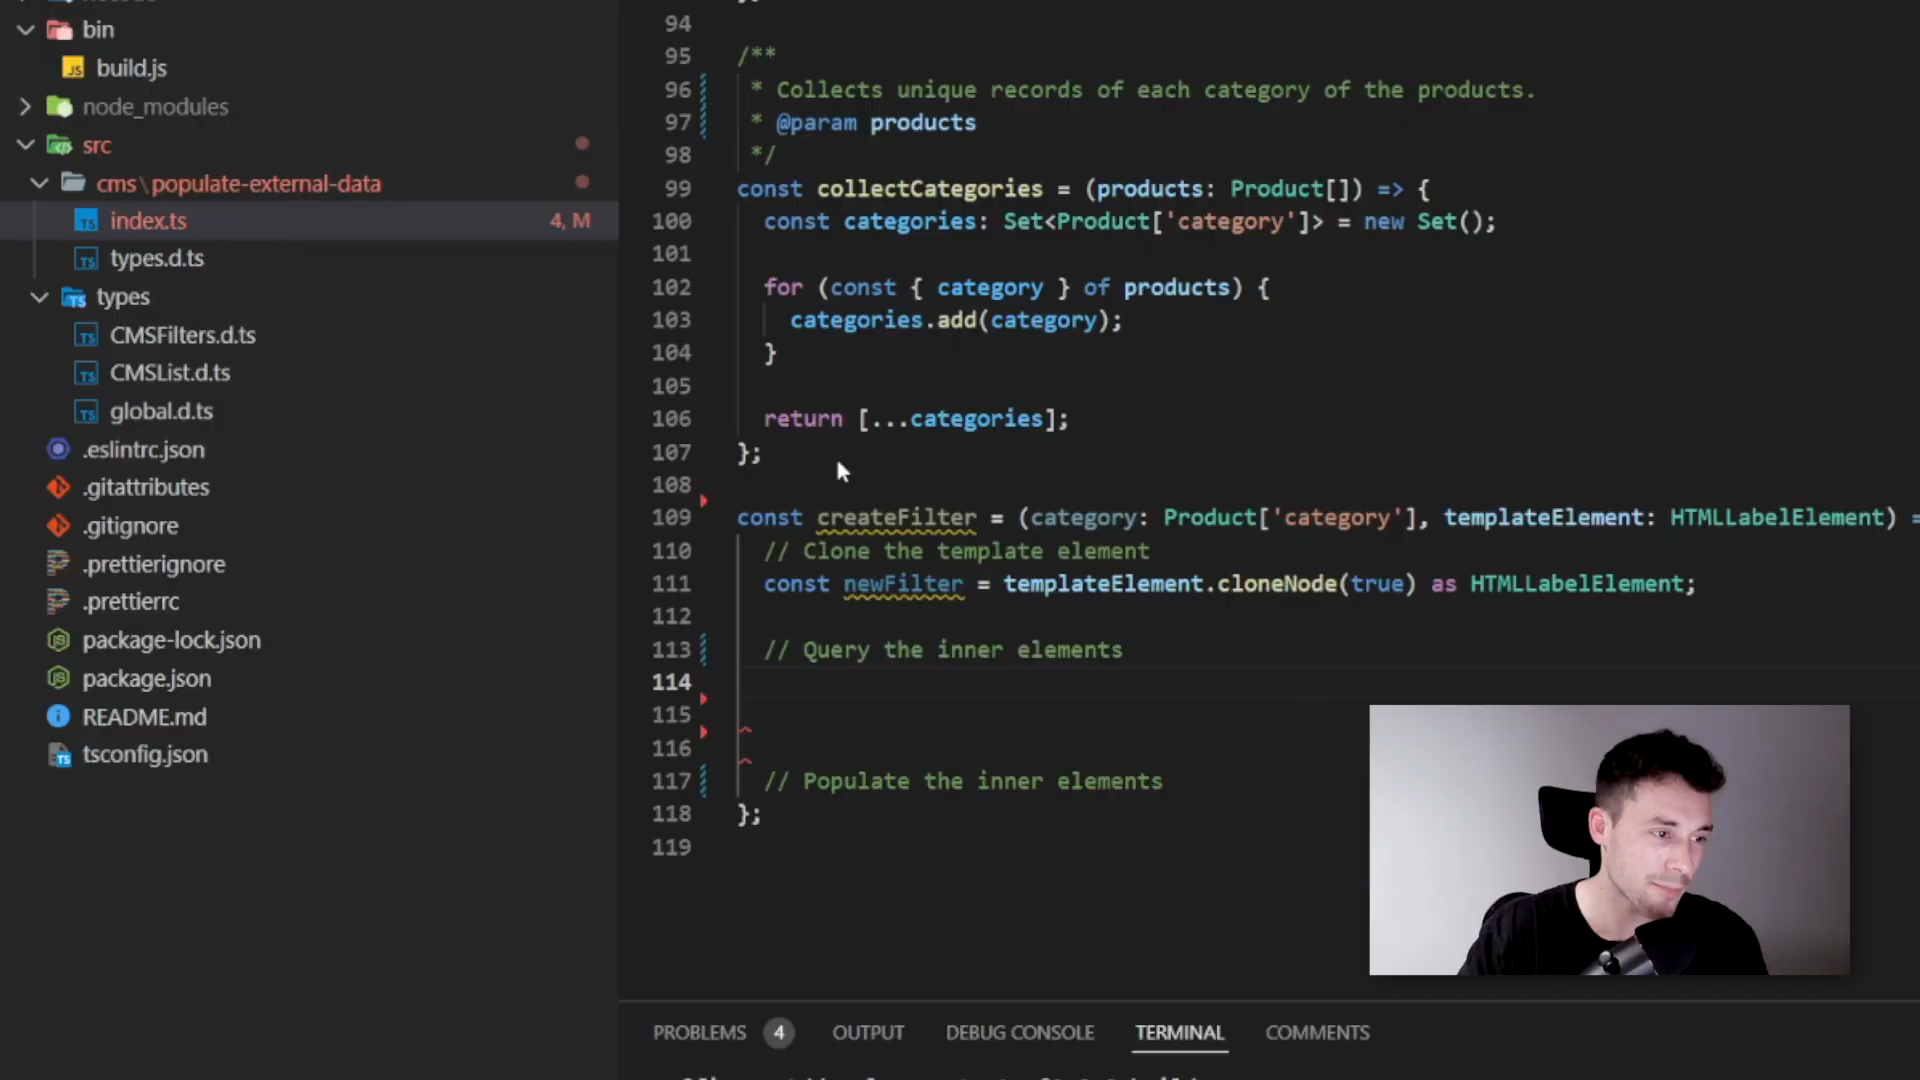 bin
build.js
node_modules
src
cms\populate-external-data
index.ts 4, M
types.d.ts
types
CMSFilters.d.ts
CMSList.d.ts
global.d.ts
.eslintrc.json
.gitattributes
.gitignore
.prettierignore
.prettierrc
package-lock.json
package.json
README.md
tsconfig.json
94
95 /**
96 * Collects unique records of each category of the products.
97 * @param products
98 */
99 const collectCategories = (products: Product[]) => {
100 const categories: Set<Product['category']> = new Set();
101
102 for (const { category } of products) {
103 categories.add(category);
104 }
105
106 return [...categories];
107 };
108
109 const createFilter = (category: Product['category'], templateElement: HTMLLabelElement) =
110 // Clone the template element
111 const newFilter = templateElement.cloneNode(true) as HTMLLabelElement;
112
113 // Query the inner elements
114
115
116
117 // Populate the inner elements
118 };
119
PROBLEMS 4 OUTPUT DEBUG CONSOLE TERMINAL COMMENTS